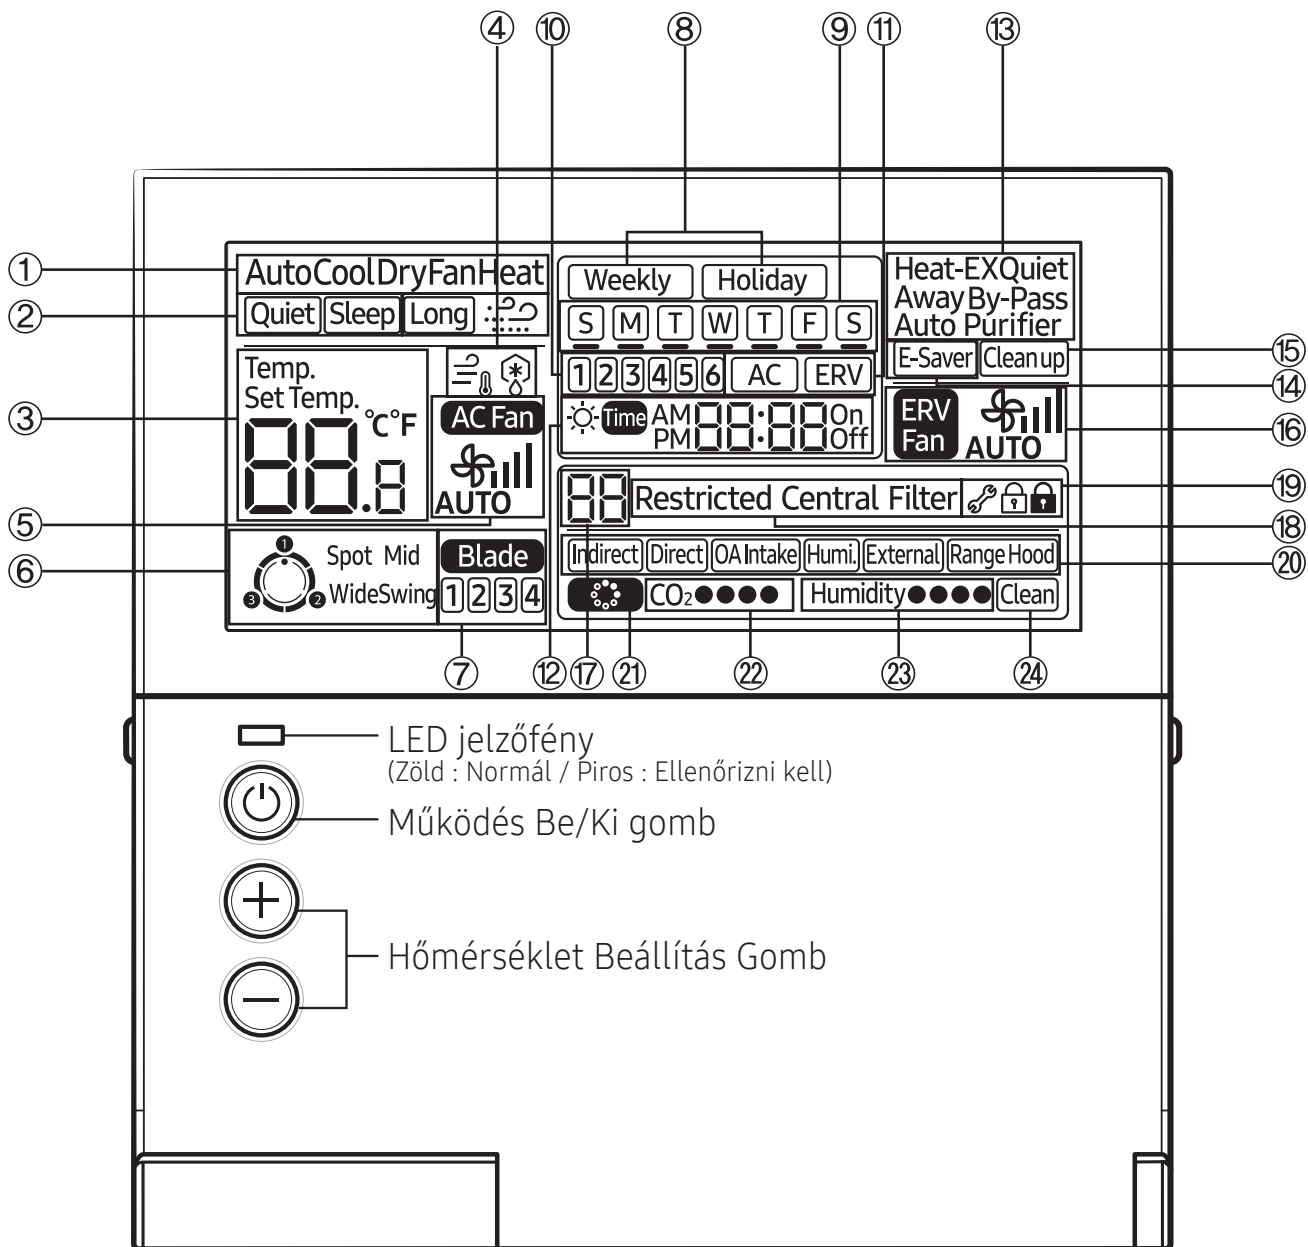 ④ ⑩ ⑧ ⑨ ⑪ ⑬
① AutoCoolDryFanHeat
② Quiet Sleep Long
Temp.
Set Temp.
③ 88.8 °C°F
AC Fan
AUTO
⑤
⑥ 1 2 3 Spot Mid
WideSwing
Blade
1 2 3 4
Weekly Holiday
S M T W T F S
1 2 3 4 5 6 AC ERV
Time AM PM 88:88 On Off
Heat-EXQuiet
Away By-Pass
Auto Purifier
E-Saver Clean up ⑮
⑭
ERV
Fan
AUTO ⑯
88 Restricted Central Filter ⑲
⑱
Indirect Direct OA Intake Humi. External Range Hood ⑳
CO₂ Humidity Clean
⑦ ⑫ ⑰ ㉑ ㉒ ㉓ ㉔
LED jelzőfény
(Zöld : Normál / Piros : Ellenőrizni kell)
Működés Be/Ki gomb
Hőmérséklet Beállítás Gomb